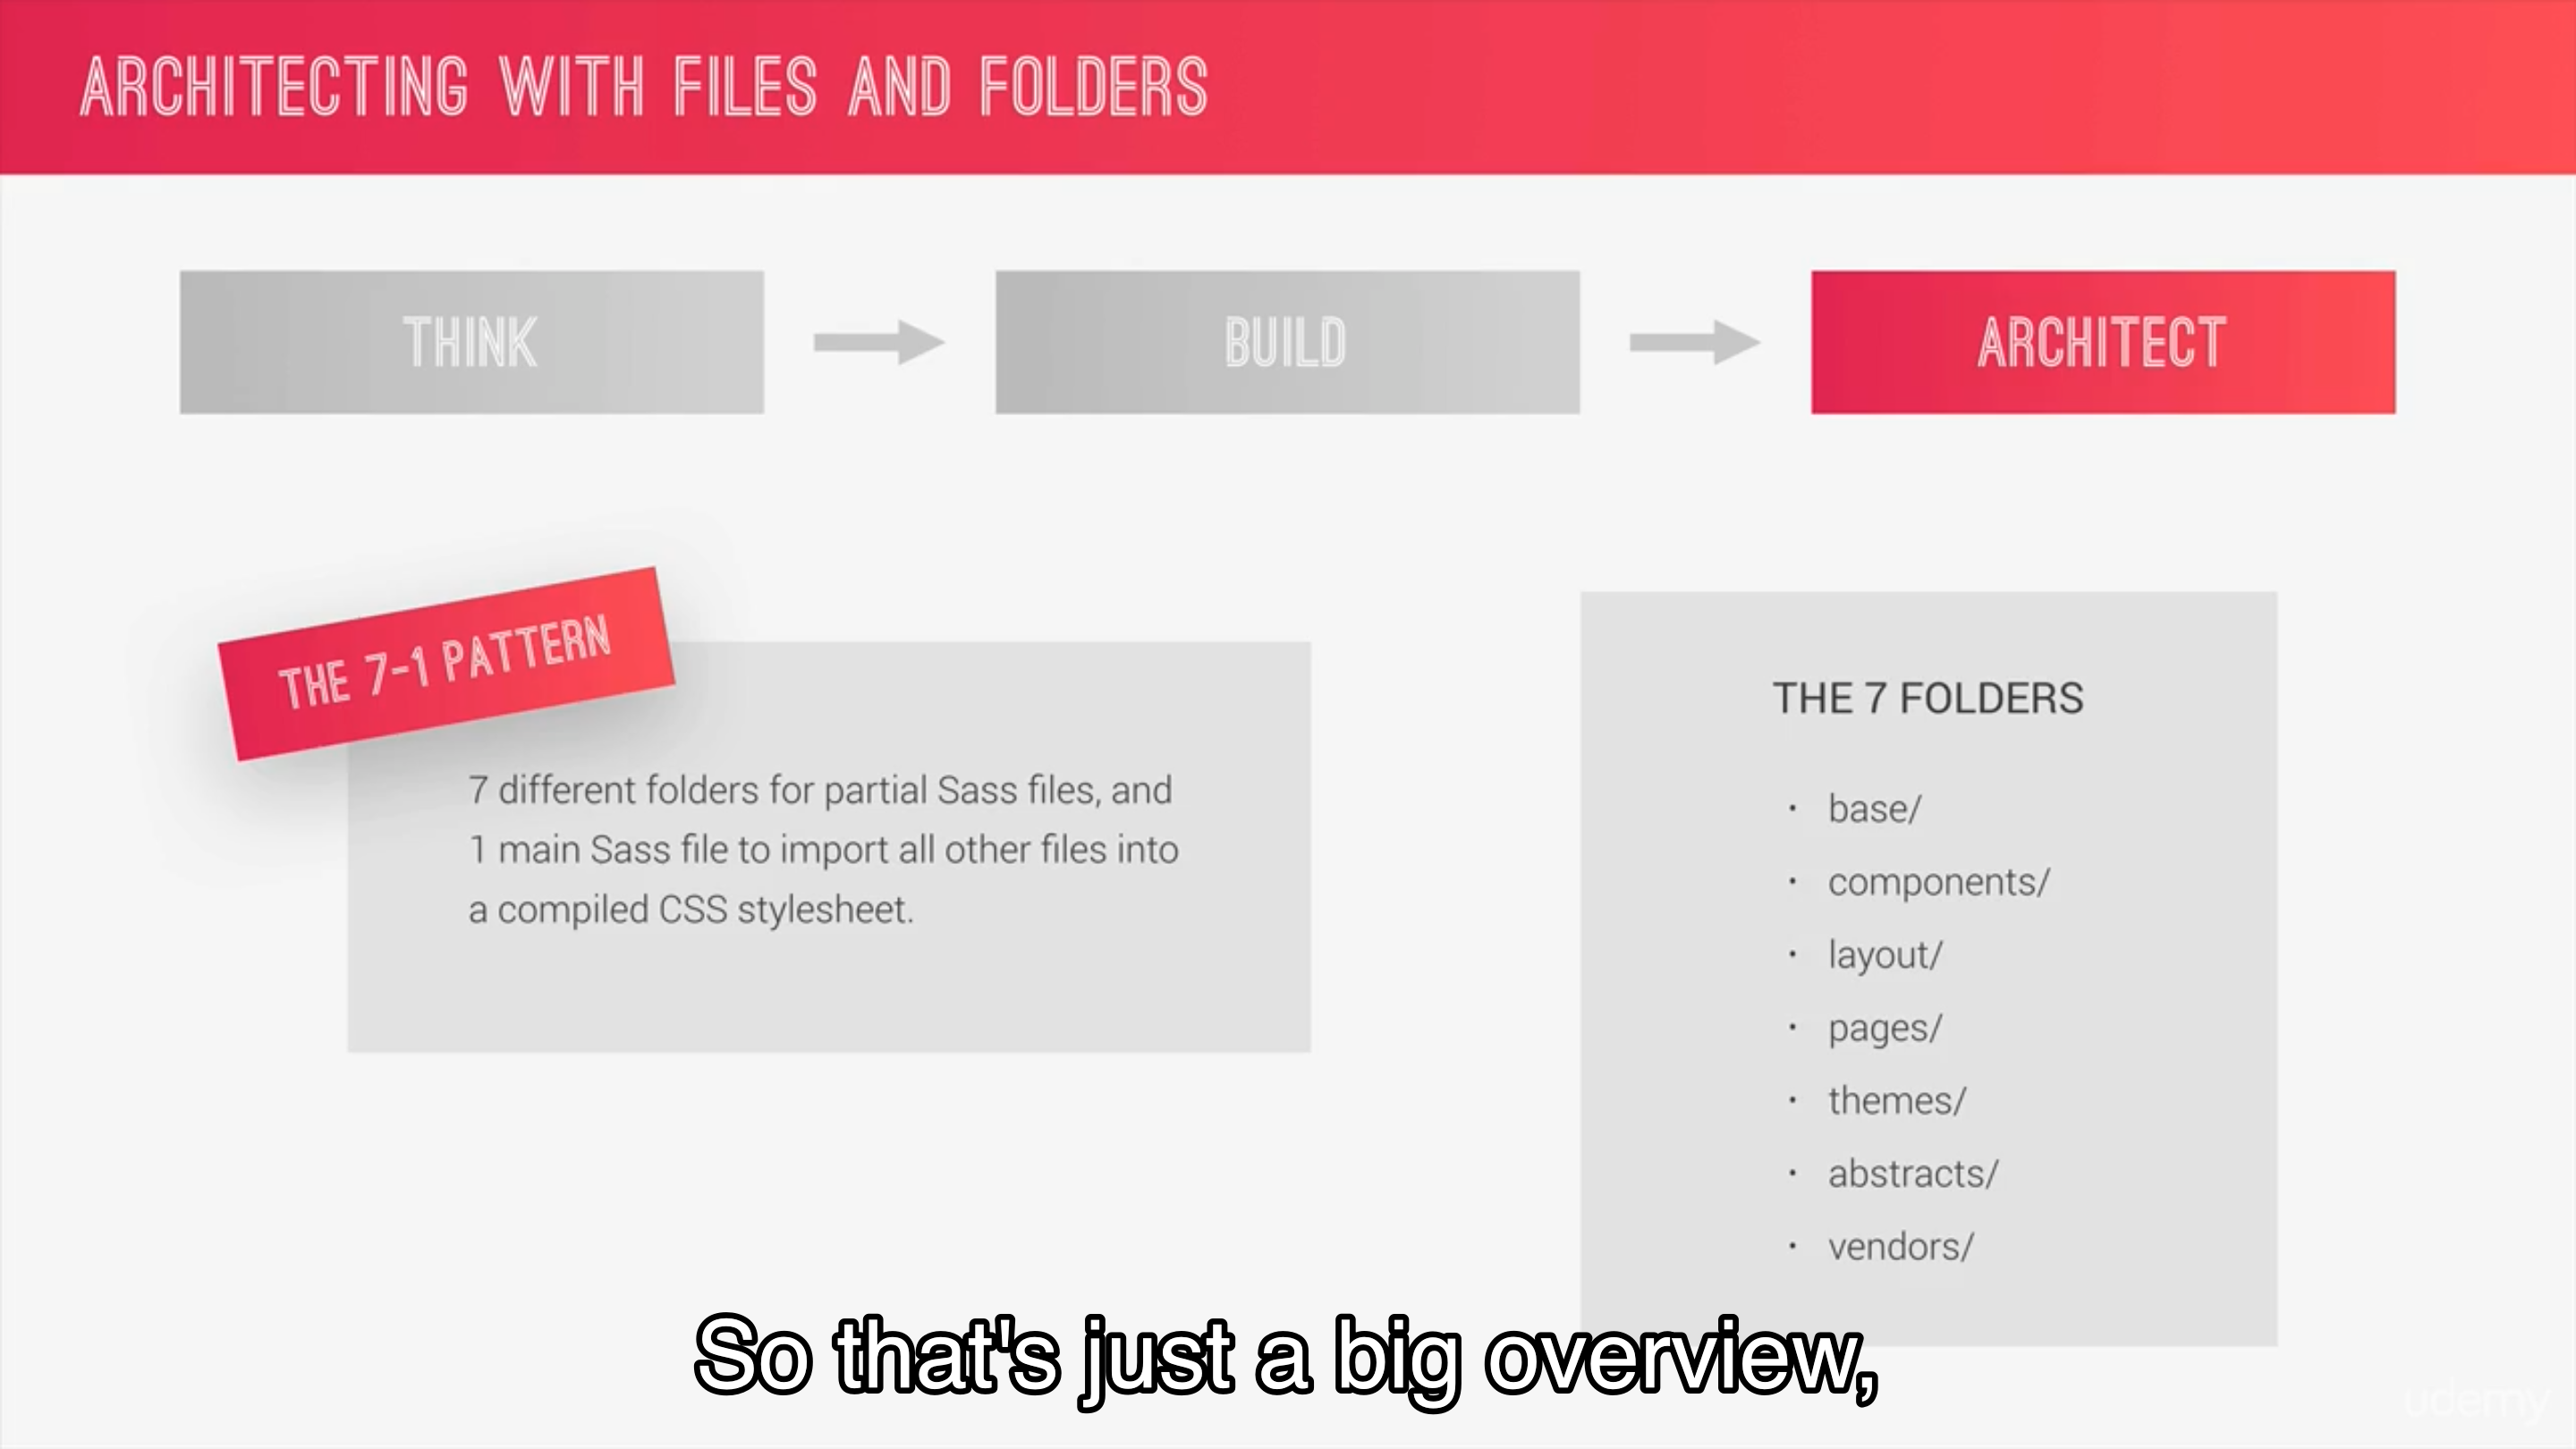 ARCHITECTING WITH FILES AND FOLDERS
THINK
BUILD
ARCHITECT
THE 7-1 PATTERN
7 different folders for partial Sass files, and
1 main Sass file to import all other files into
a compiled CSS stylesheet.
THE 7 FOLDERS
• base/
• components/
• layout/
• pages/
• themes/
• abstracts/
• vendors/
So that's just a big overview,
udemy